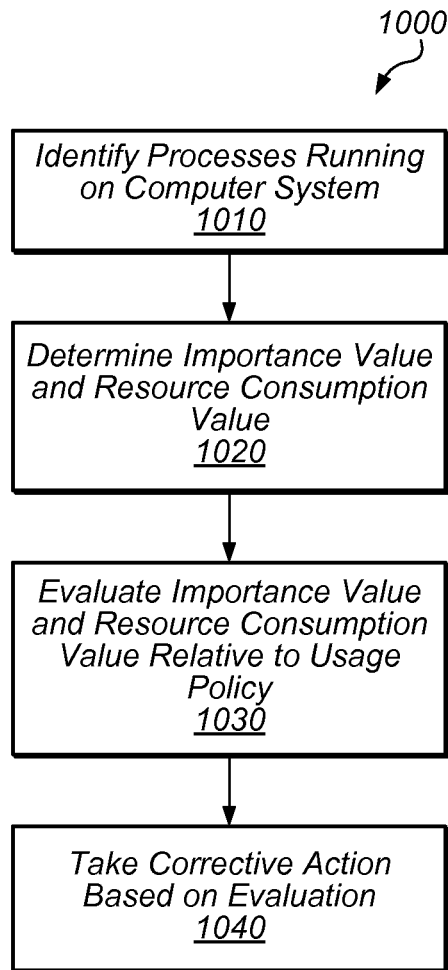 1000
Identify Processes Running
on Computer System
1010
Determine Importance Value
and Resource Consumption
Value
1020
Evaluate Importance Value
and Resource Consumption
Value Relative to Usage
Policy
1030
Take Corrective Action
Based on Evaluation
1040